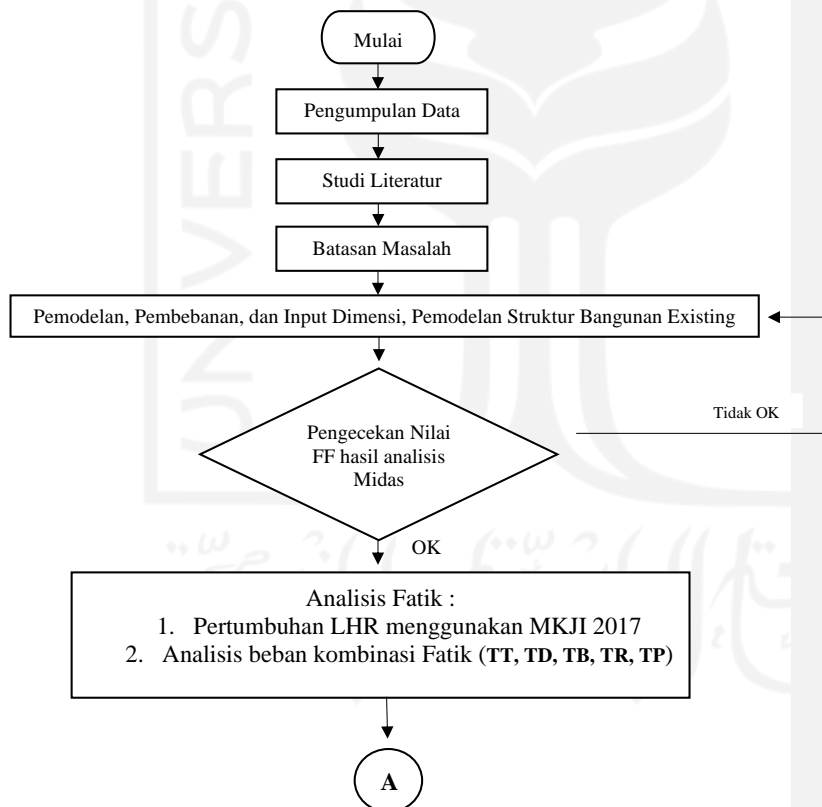 Mulai
Pengumpulan Data
Studi Literatur
Batasan Masalah
Pemodelan, Pembebanan, dan Input Dimensi, Pemodelan Struktur Bangunan Existing
Tidak OK
Pengecekan Nilai
FF hasil analisis
Midas
OK
Analisis Fatik :
1. Pertumbuhan LHR menggunakan MKJI 2017
2. Analisis beban kombinasi Fatik (TT, TD, TB, TR, TP)
A
UNIVERS